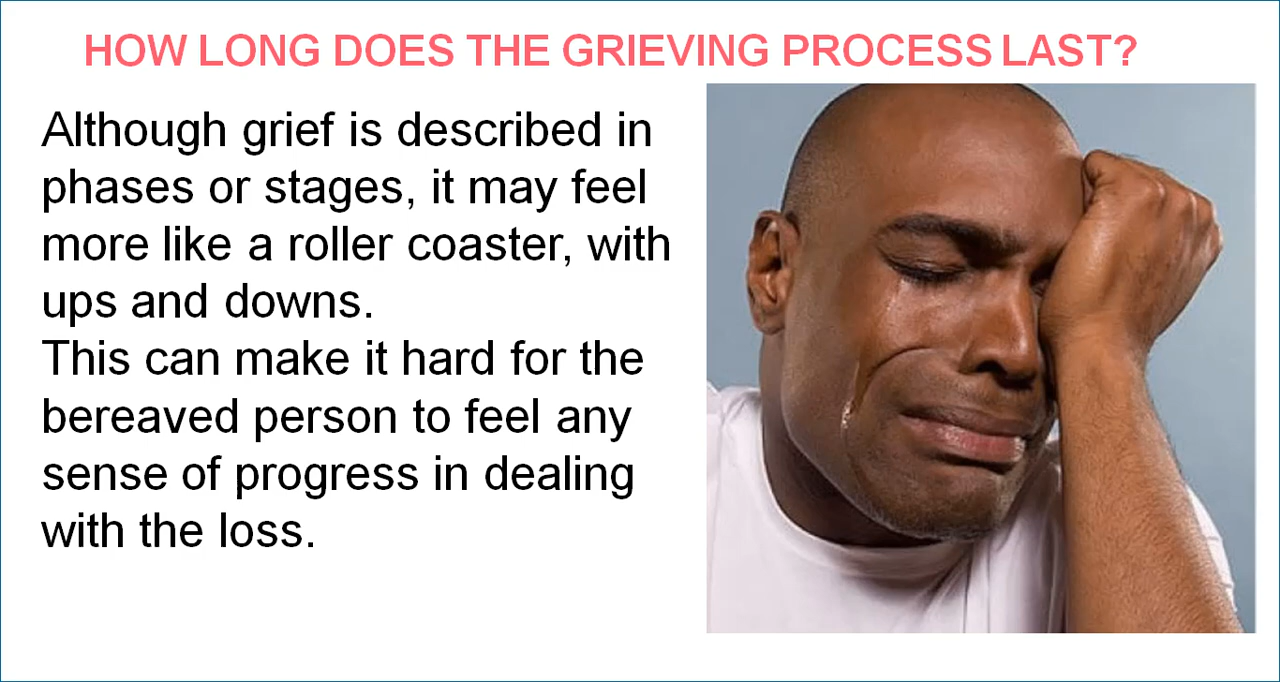 HOW LONG DOES THE GRIEVING PROCESS LAST?
Although grief is described in
phases or stages, it may feel
more like a roller coaster, with
ups and downs.
This can make it hard for the
bereaved person to feel any
sense of progress in dealing
with the loss.